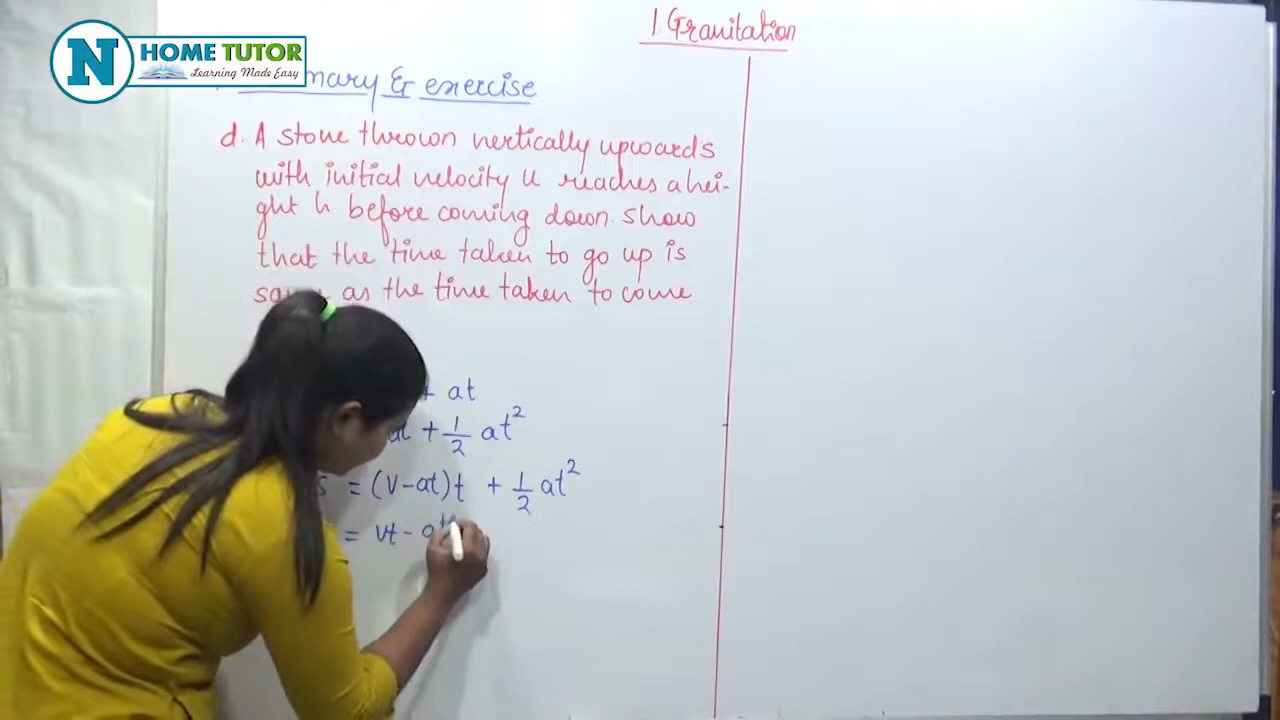 1. Gravitation
N HOME TUTOR
Learning Made Easy
& exercise
d. A stone thrown vertically upwards
with initial velocity u reaches a hei-
ght h before coming down. show
that the time taken to go up is
same as the time taken to come
at
+ 1/2 at²
s = (v-at)t + 1/2 at²
= vt -